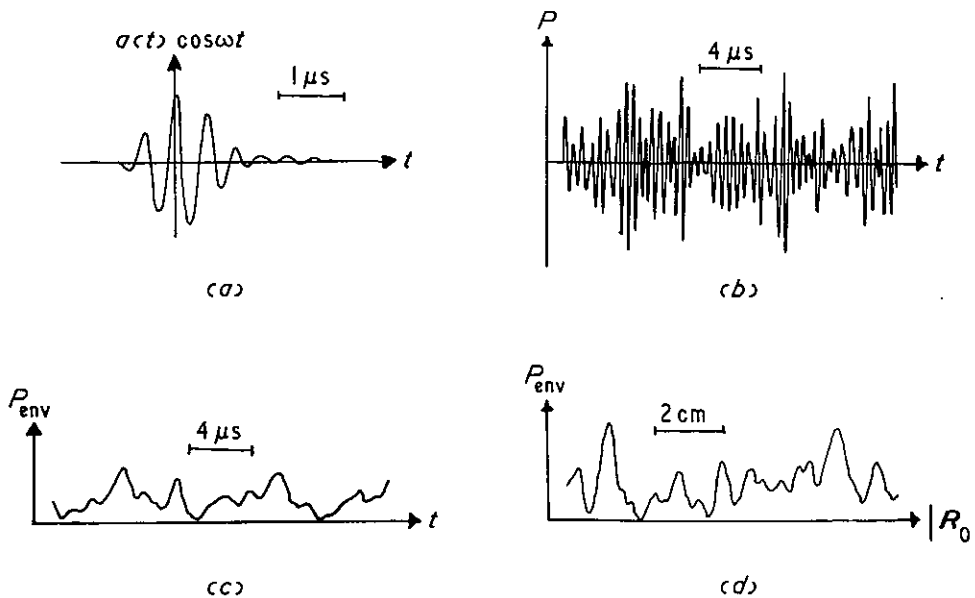 a(t) cosωt
1 μs
t
(a)
P
4 μs
t
(b)
P_env
4 μs
t
(c)
P_env
2 cm
|R_0
(d)